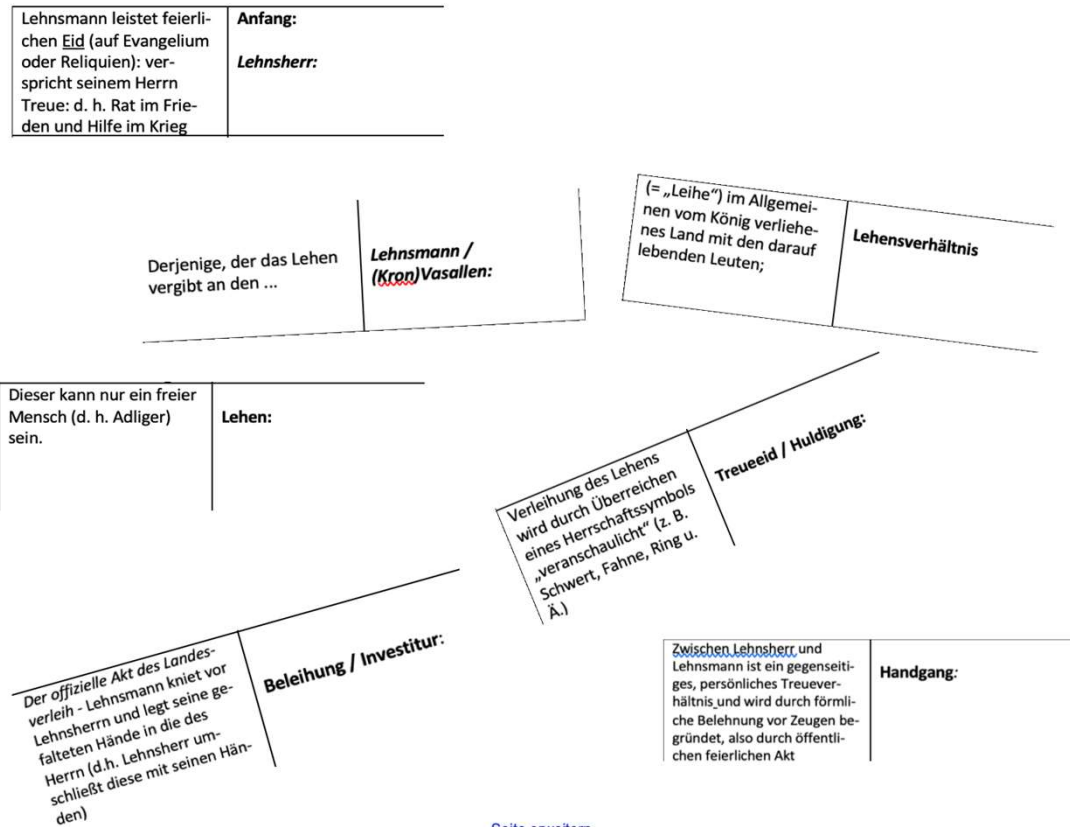 Lehnsmann leistet feierli-
chen Eid (auf Evangelium
oder Reliquien): ver-
spricht seinem Herrn
Treue: d. h. Rat im Frie-
den und Hilfe im Krieg
Anfang:
Lehnsherr:
Derjenige, der das Lehen
vergibt an den ...
Lehnsmann /
(Kron)Vasallen:
(= „Leihe“) im Allgemei-
nen vom König verliehe-
nes Land mit den darauf
lebenden Leuten;
Lehensverhältnis
Dieser kann nur ein freier
Mensch (d. h. Adliger)
sein.
Lehen:
Verleihung des Lehens
wird durch Überreichen
eines Herrschaftssymbols
„veranschaulicht“ (z. B.
Schwert, Fahne, Ring u.
Ä.)
Treueeid / Huldigung:
Der offizielle Akt des Landes-
verleih - Lehnsmann kniet vor
Lehnsherrn und legt seine ge-
falteten Hände in die des
Herrn (d.h. Lehnsherr um-
schließt diese mit seinen Hän-
den)
Beleihung / Investitur:
Zwischen Lehnsherr und
Lehnsmann ist ein gegenseiti-
ges, persönliches Treuever-
hältnis und wird durch förmli-
che Belehnung vor Zeugen be-
gründet, also durch öffentli-
chen feierlichen Akt
Handgang: